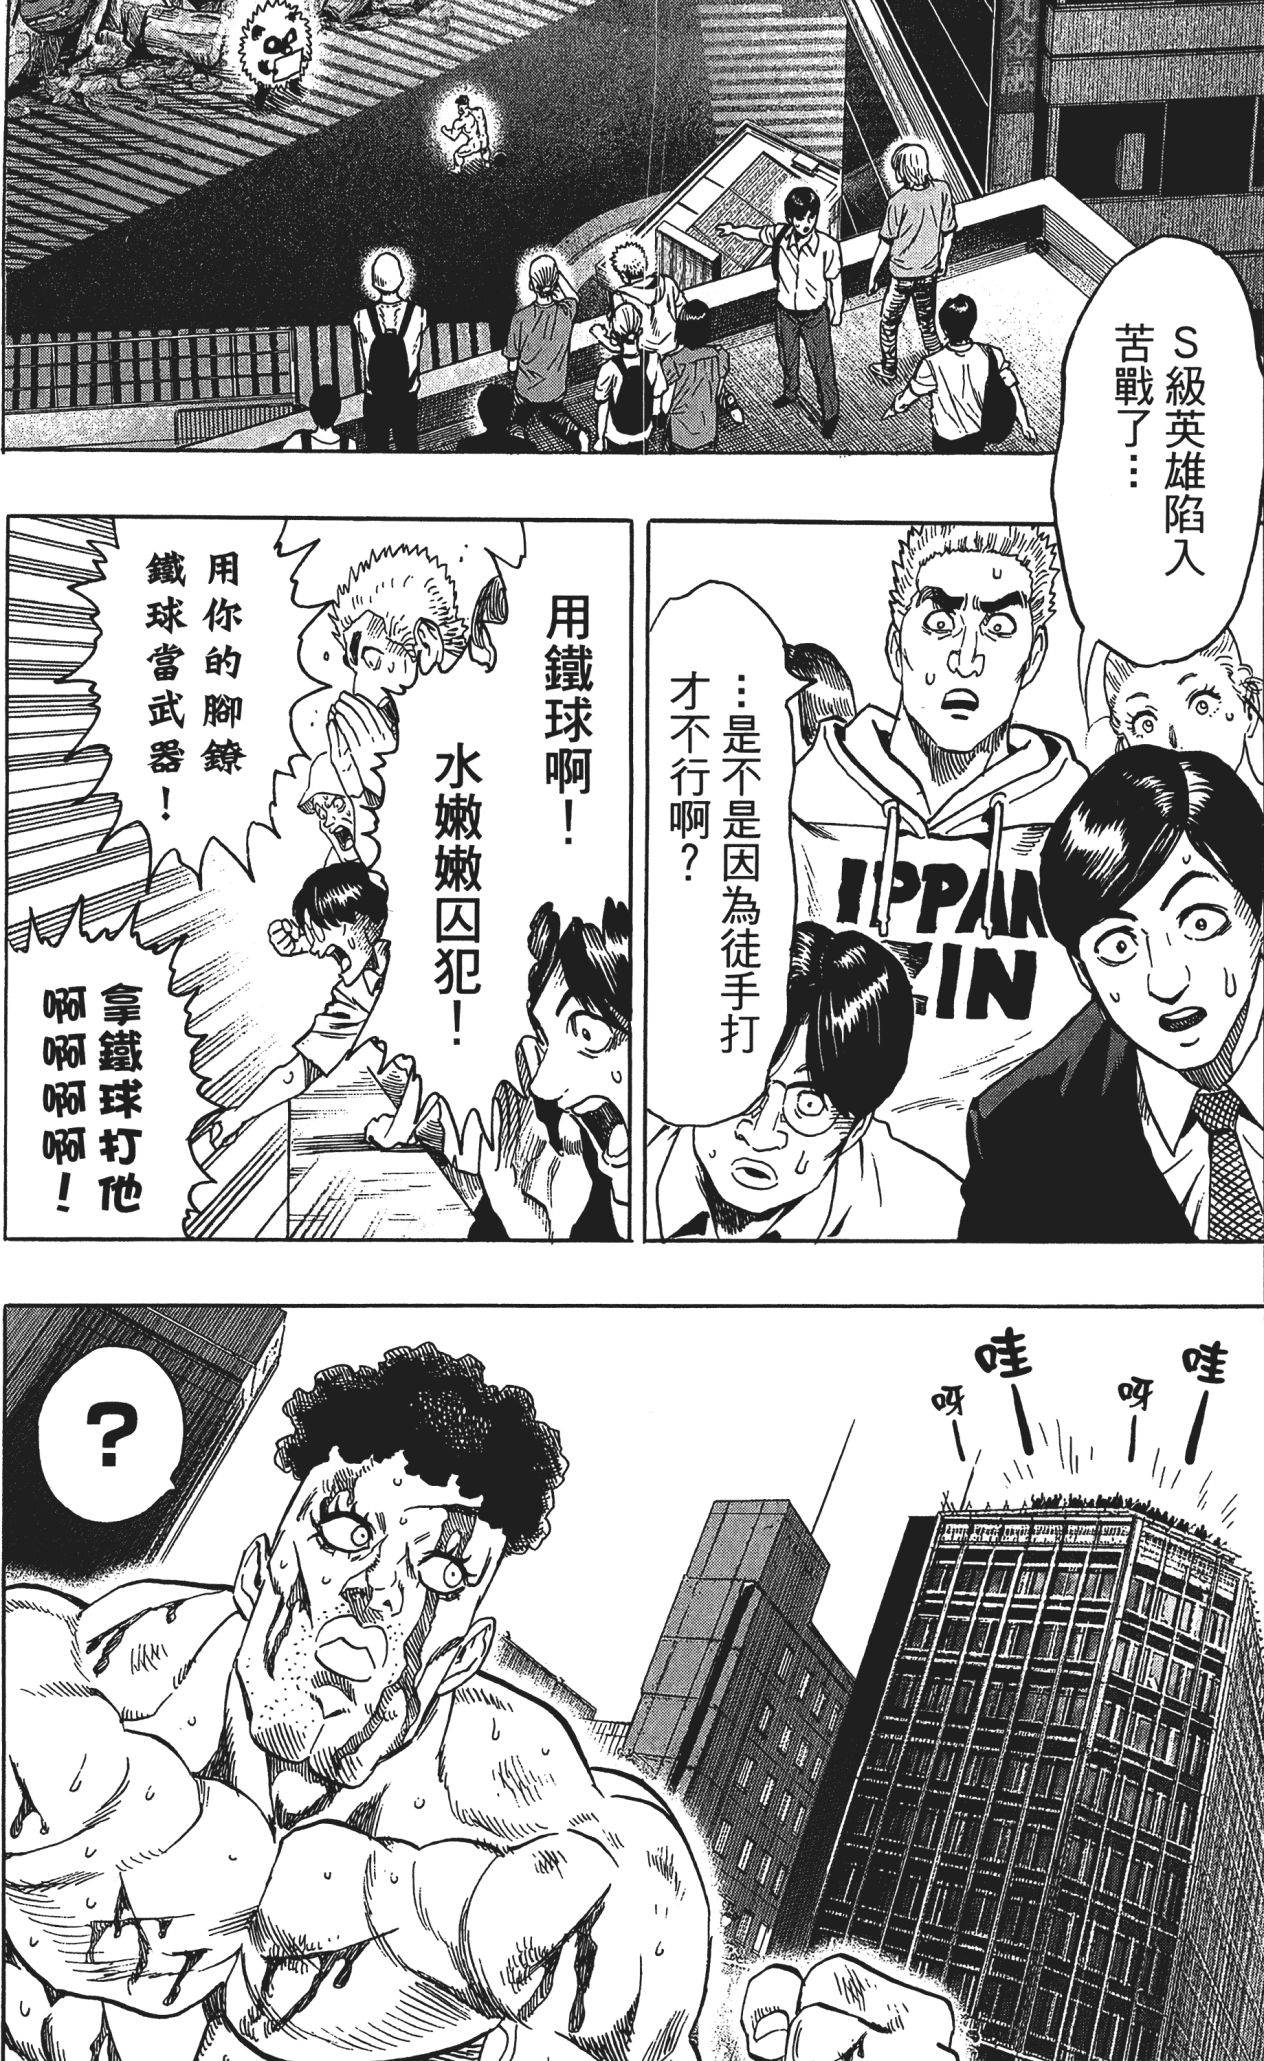 S級英雄陷入
苦戰了…
…是不是因為徒手打
才不行啊？
IPPAN
ZIN
用鐵球啊！
水嫩嫩囚犯！
用你的腳鐐
鐵球當武器！
拿鐵球打他
啊啊啊啊！
哇
呀
哇
呀
？